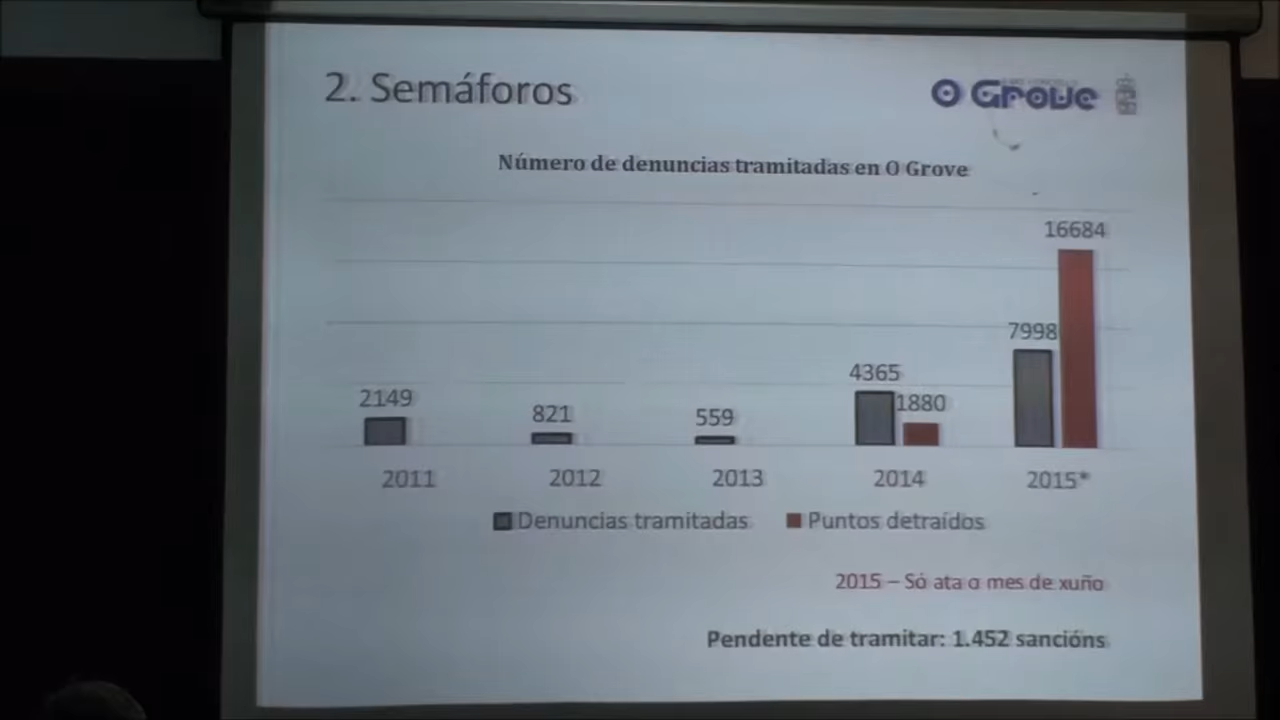 2. Semáforos
O Grove
Número de denuncias tramitadas en O Grove
16684
7998
4365
1880
2149
821
559
2011 2012 2013 2014 2015*
Denuncias tramitadas Puntos detraídos
2015 – Só ata o mes de xuño
Pendente de tramitar: 1.452 sancións